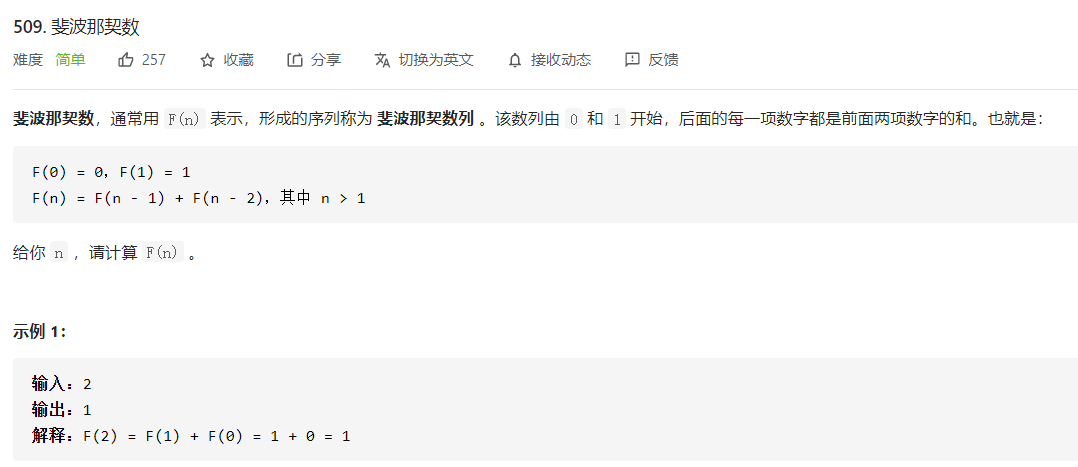 509. 斐波那契数
难度 简单 257 收藏 分享 切换为英文 接收动态 反馈
斐波那契数，通常用 F(n) 表示，形成的序列称为 斐波那契数列 。该数列由 0 和 1 开始，后面的每一项数字都是前面两项数字的和。也就是：
F(0) = 0，F(1) = 1
F(n) = F(n - 1) + F(n - 2)，其中 n > 1
给你 n ，请计算 F(n) 。
示例 1：
输入：2
输出：1
解释：F(2) = F(1) + F(0) = 1 + 0 = 1